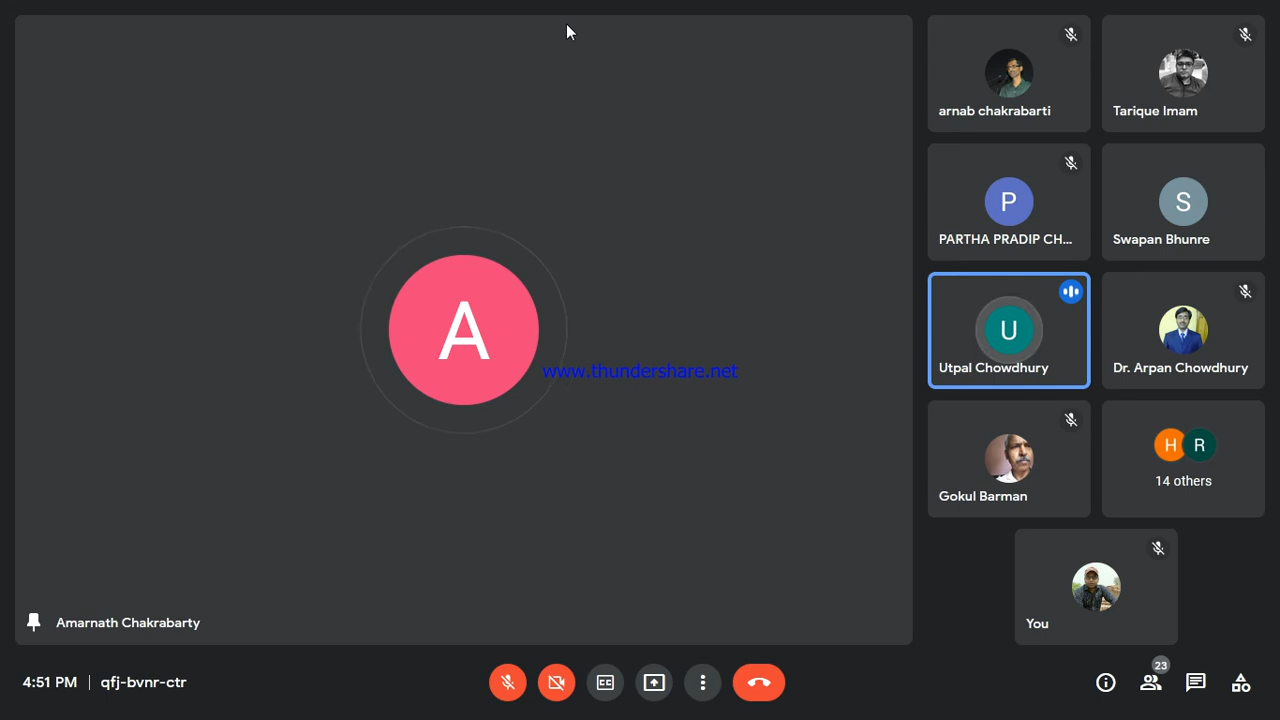 A
www.thundershare.net
Amarnath Chakrabarty
arnab chakrabarti
Tarique Imam
P
PARTHA PRADIP CH...
S
Swapan Bhunre
U
Utpal Chowdhury
Dr. Arpan Chowdhury
Gokul Barman
H R
14 others
You
4:51 PM | qfj-bvnr-ctr
CC
23